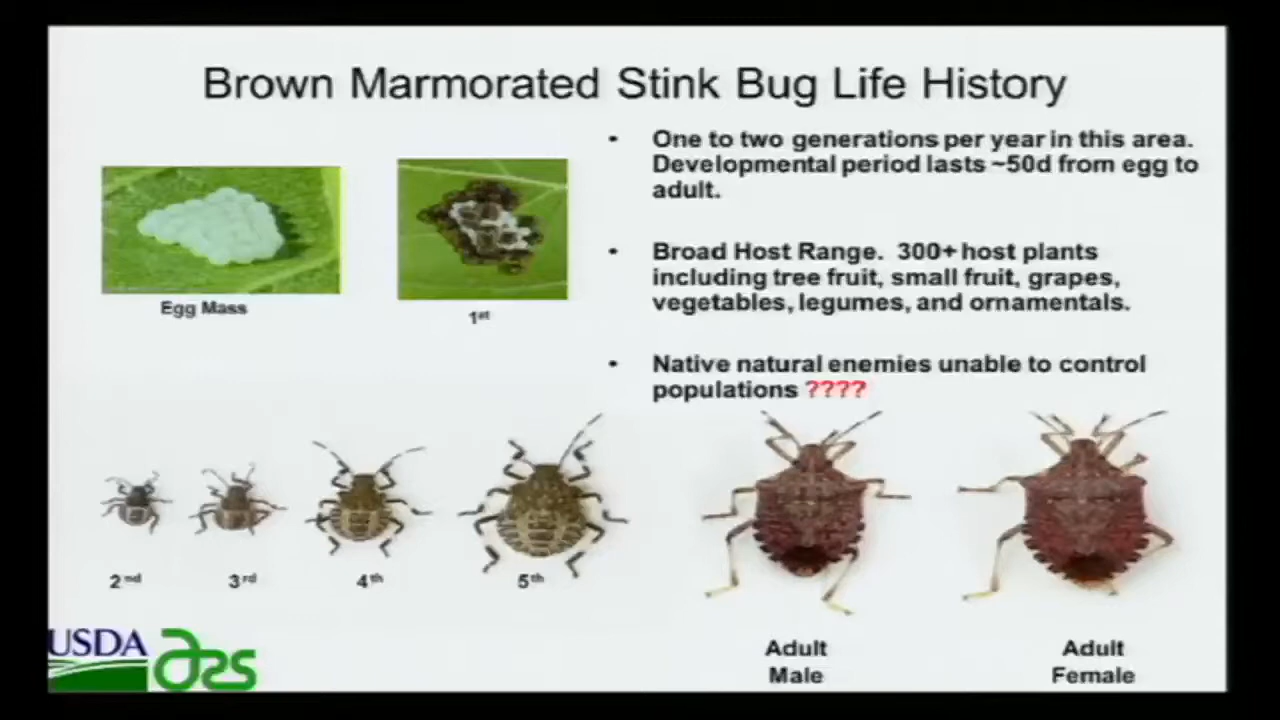 Brown Marmorated Stink Bug Life History
• One to two generations per year in this area.
Developmental period lasts ~50d from egg to
adult.
• Broad Host Range. 300+ host plants
including tree fruit, small fruit, grapes,
vegetables, legumes, and ornamentals.
• Native natural enemies unable to control
populations ????
Egg Mass
1st
2nd
3rd
4th
5th
Adult
Male
Adult
Female
USDA
ars